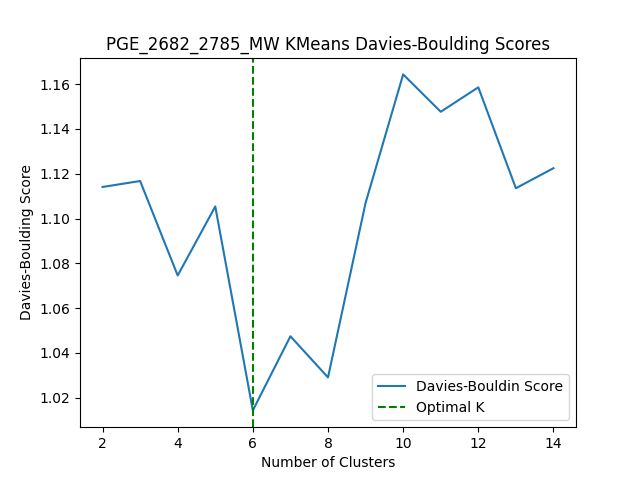 PGE_2682_2785_MW KMeans Davies-Boulding Scores
Davies-Boulding Score
1.16
1.14
1.12
1.10
1.08
1.06
1.04
1.02
Davies-Bouldin Score
Optimal K
2 4 6 8 10 12 14
Number of Clusters